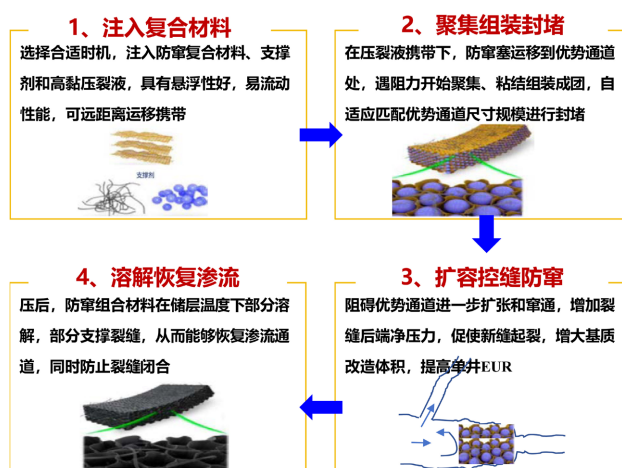 1、注入复合材料
选择合适时机，注入防窜复合材料、支撑
剂和高黏压裂液，具有悬浮性好，易流动
性能，可远距离运移携带
支撑剂
2、聚集组装封堵
在压裂液携带下，防窜塞运移到优势通道
处，遇阻力开始聚集、粘结组装成团，自
适应匹配优势通道尺寸规模进行封堵
3、扩容控缝防窜
阻碍优势通道进一步扩张和窜通，增加裂
缝后端净压力，促使新缝起裂，增大基质
改造体积，提高单井EUR
4、溶解恢复渗流
压后，防窜组合材料在储层温度下部分溶
解，部分支撑裂缝，从而能够恢复渗流通
道，同时防止裂缝闭合